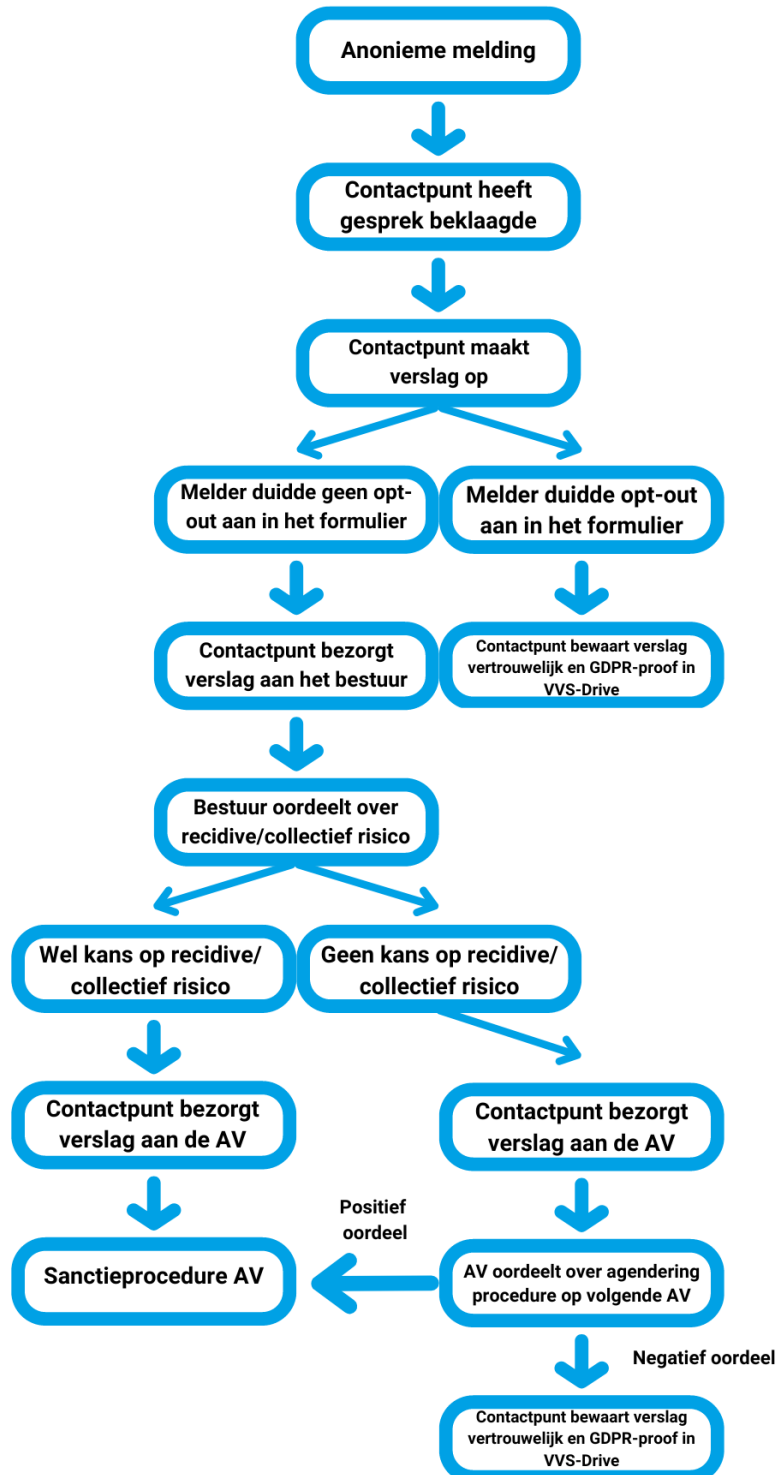 Anonieme melding
Contactpunt heeft
gesprek beklaagde
Contactpunt maakt
verslag op
Melder duidde geen opt-
out aan in het formulier
Melder duidde opt-out
aan in het formulier
Contactpunt bezorgt
verslag aan het bestuur
Contactpunt bewaart verslag
vertrouwelijk en GDPR-proof in
VVS-Drive
Bestuur oordeelt over
recidive/collectief risico
Wel kans op recidive/
collectief risico
Geen kans op recidive/
collectief risico
Contactpunt bezorgt
verslag aan de AV
Contactpunt bezorgt
verslag aan de AV
Positief
oordeel
Sanctieprocedure AV
AV oordeelt over agendering
procedure op volgende AV
Negatief oordeel
Contactpunt bewaart verslag
vertrouwelijk en GDPR-proof in
VVS-Drive